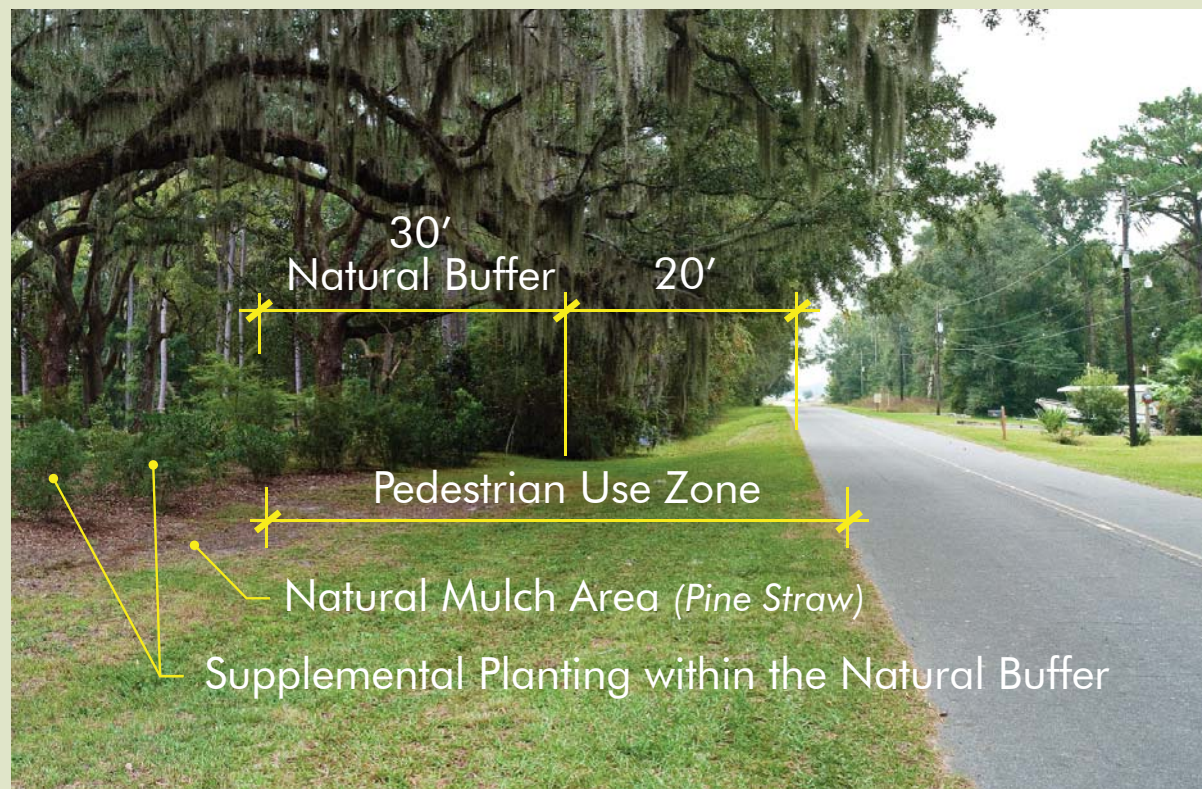 30’
Natural Buffer
20’
Pedestrian Use Zone
Natural Mulch Area (Pine Straw)
Supplemental Planting within the Natural Buffer